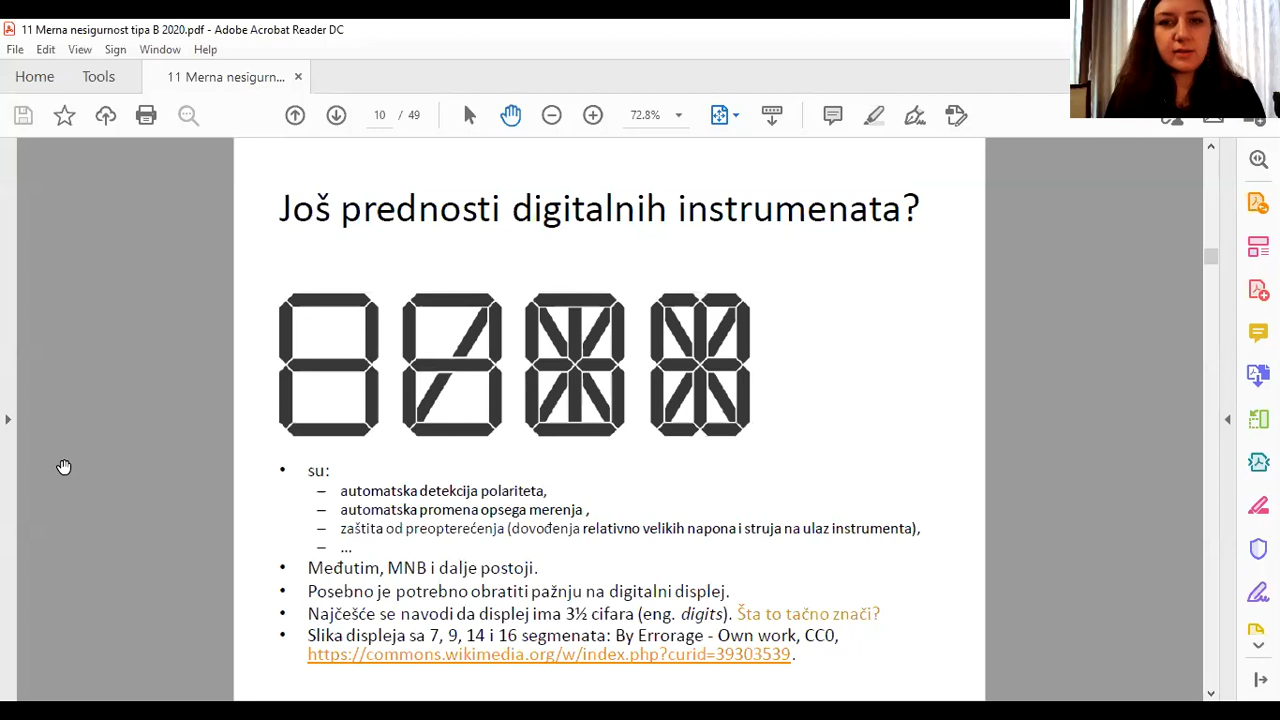 11 Merna nesigurnost tipa B 2020.pdf - Adobe Acrobat Reader DC
File Edit View Sign Window Help
Home Tools 11 Merna nesigurn... ×
10 / 49 72.8%
Još prednosti digitalnih instrumenata?
• su:
– automatska detekcija polariteta,
– automatska promena opsega merenja ,
– zaštita od preopterećenja (dovođenja relativno velikih napona i struja na ulaz instrumenta),
– ...
• Međutim, MNB i dalje postoji.
• Posebno je potrebno obratiti pažnju na digitalni displej.
• Najčešće se navodi da displej ima 3½ cifara (eng. digits). Šta to tačno znači?
• Slika displeja sa 7, 9, 14 i 16 segmenata: By Errorage - Own work, CC0,
https://commons.wikimedia.org/w/index.php?curid=39303539.